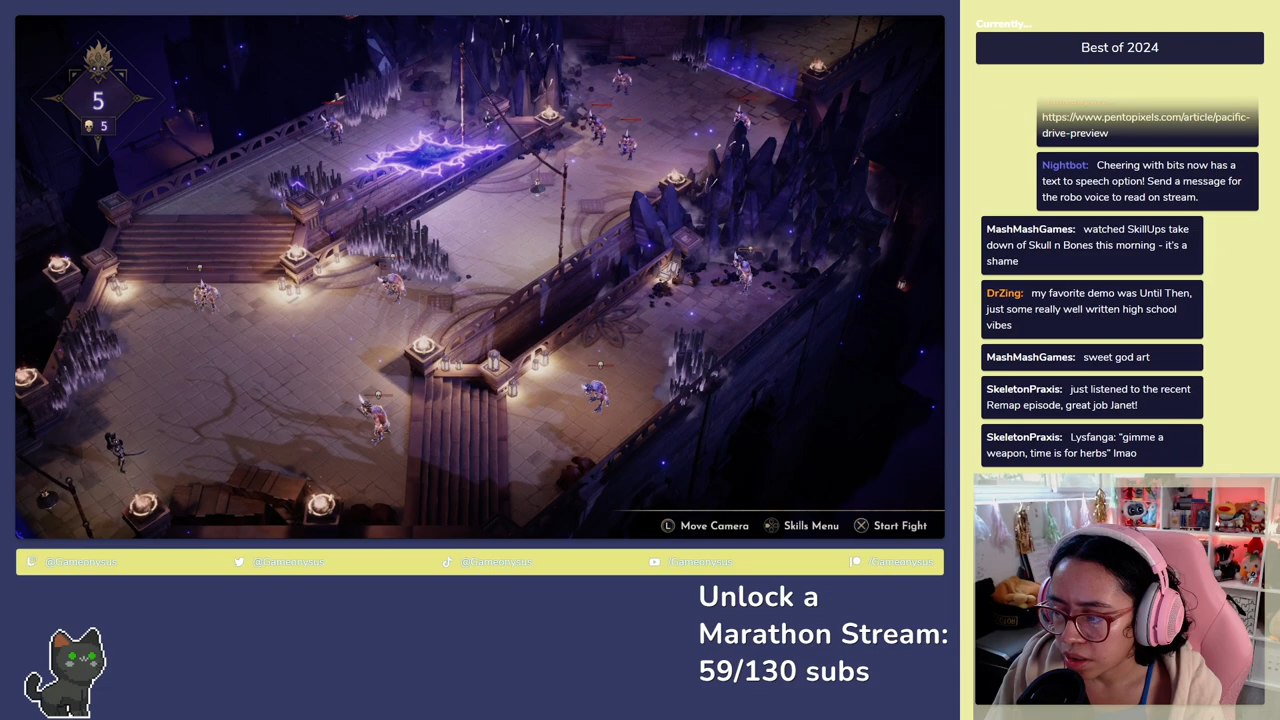 Currently...
Best of 2024
5
5
https://www.pentopixels.com/article/pacific-
drive-preview
Nightbot: Cheering with bits now has a
text to speech option! Send a message for
the robo voice to read on stream.
MashMashGames: watched SkillUps take
down of Skull n Bones this morning - it's a
shame
DrZing: my favorite demo was Until Then,
just some really well written high school
vibes
MashMashGames: sweet god art
SkeletonPraxis: just listened to the recent
Remap episode, great job Janet!
SkeletonPraxis: Lysfanga: "gimme a
weapon, time is for herbs" lmao
L Move Camera Skills Menu Start Fight
@Gameonysus @Gameonysus @Gameonysus /Gameonysus /Gameonysus
Unlock a
Marathon Stream:
59/130 subs